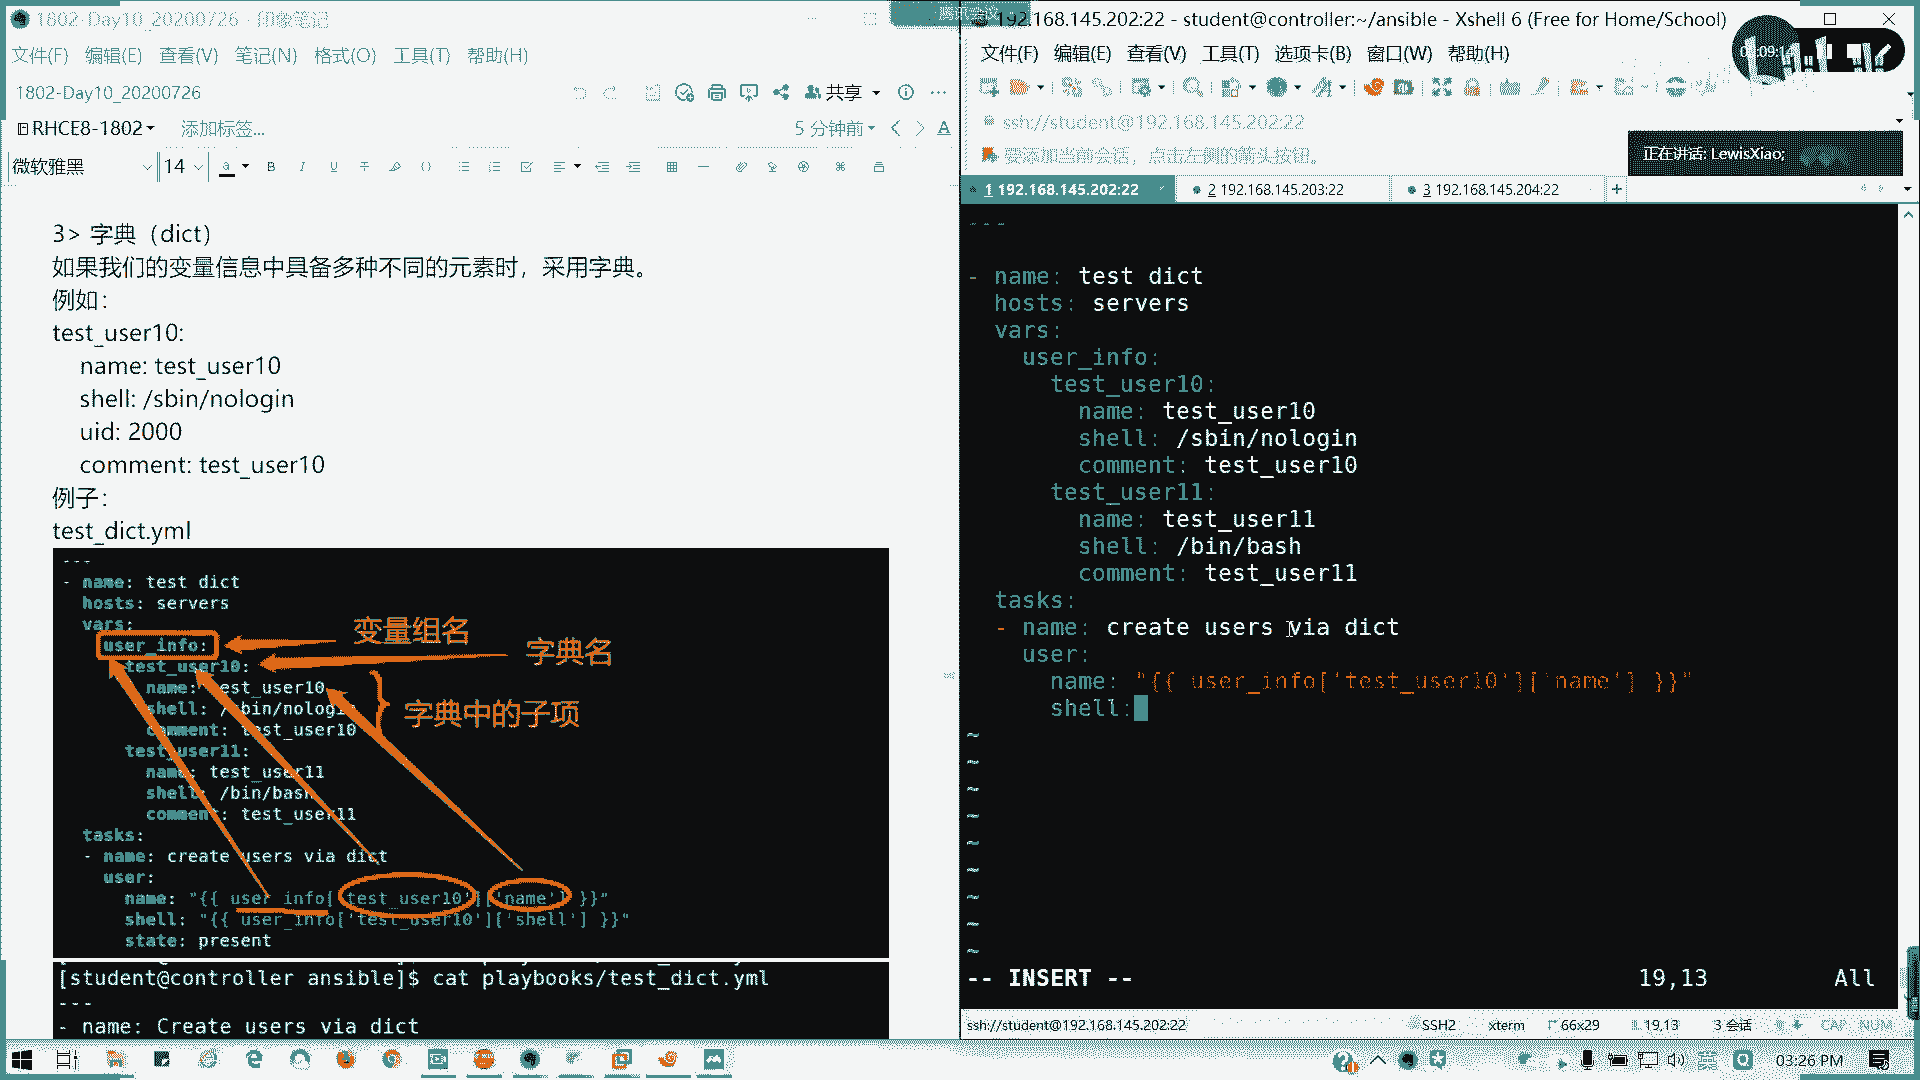 1802-Day10_20200726 - 印象笔记
文件(F) 编辑(E) 查看(V) 笔记(N) 格式(O) 工具(T) 帮助(H)
1802-Day10_20200726
共享
RHCE8-1802 添加标签...
5 分钟前
微软雅黑 14
3> 字典（dict）
如果我们的变量信息中具备多种不同的元素时，采用字典。
例如：
test_user10:
name: test_user10
shell: /sbin/nologin
uid: 2000
comment: test_user10
例子：
test_dict.yml
---
- name: test dict
hosts: servers
vars:
user_info:
变量组名
test_user10:
字典名
name: test_user10
shell: /sbin/nologin
字典中的子项
comment: test_user10
test_user11:
name: test_user11
shell: /bin/bash
comment: test_user11
tasks:
- name: create users via dict
user:
name: "{{ user_info['test_user10']['name'] }}"
shell: "{{ user_info['test_user10']['shell'] }}"
state: present
[student@controller ansible]$ cat playbooks/test_dict.yml
---
- name: Create users via dict
腾讯会议
192.168.145.202:22 - student@controller:~/ansible - Xshell 6 (Free for Home/School)
文件(F) 编辑(E) 查看(V) 工具(T) 选项卡(B) 窗口(W) 帮助(H)
ssh://student@192.168.145.202:22
要添加当前会话，点击左侧的箭头按钮。
正在讲话: LewisXiao;
1 192.168.145.202:22
2 192.168.145.203:22
3 192.168.145.204:22
---
- name: test dict
hosts: servers
vars:
user_info:
test_user10:
name: test_user10
shell: /sbin/nologin
comment: test_user10
test_user11:
name: test_user11
shell: /bin/bash
comment: test_user11
tasks:
- name: create users via dict
user:
name: "{{ user_info['test_user10']['name'] }}"
shell:
~
~
~
~
~
~
~
~
~
-- INSERT -- 19,13 All
ssh://student@192.168.145.202:22 SSH2 xterm 66x29 19,13 3 会话 CAP NUM
英 03:26 PM